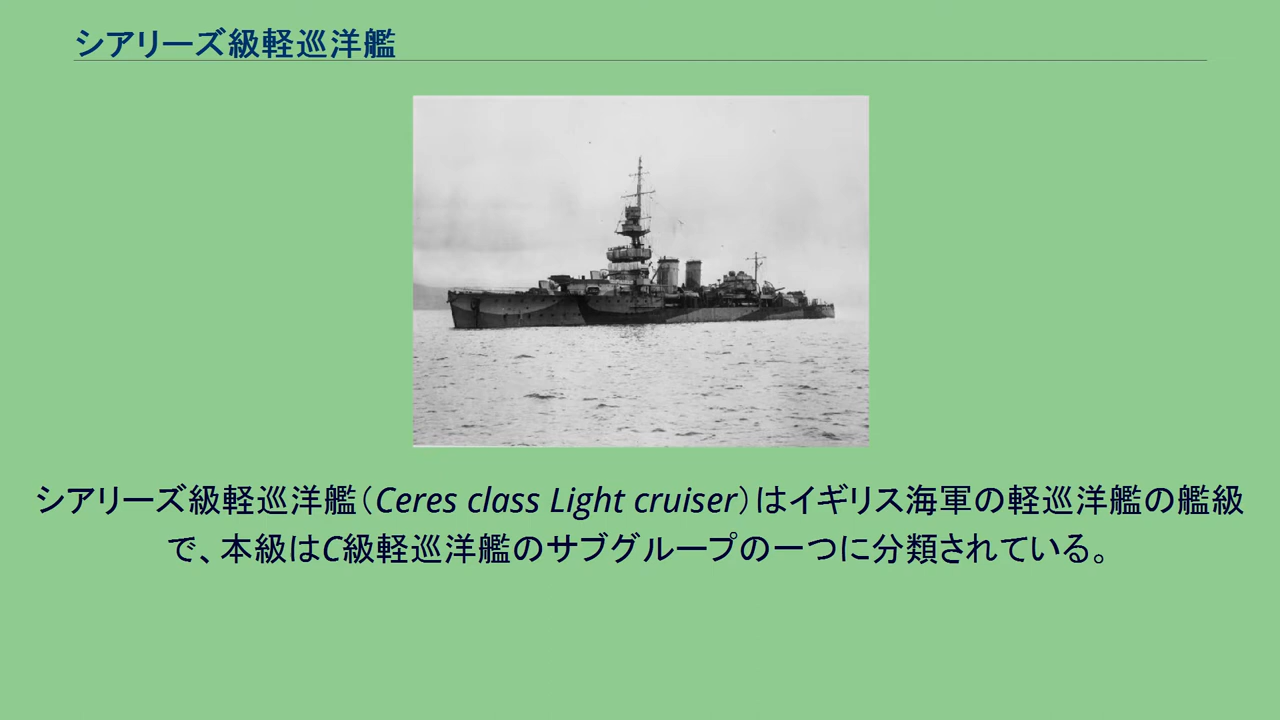 シアリーズ級軽巡洋艦
シアリーズ級軽巡洋艦（Ceres class Light cruiser）はイギリス海軍の軽巡洋艦の艦級
で、本級はC級軽巡洋艦のサブグループの一つに分類されている。